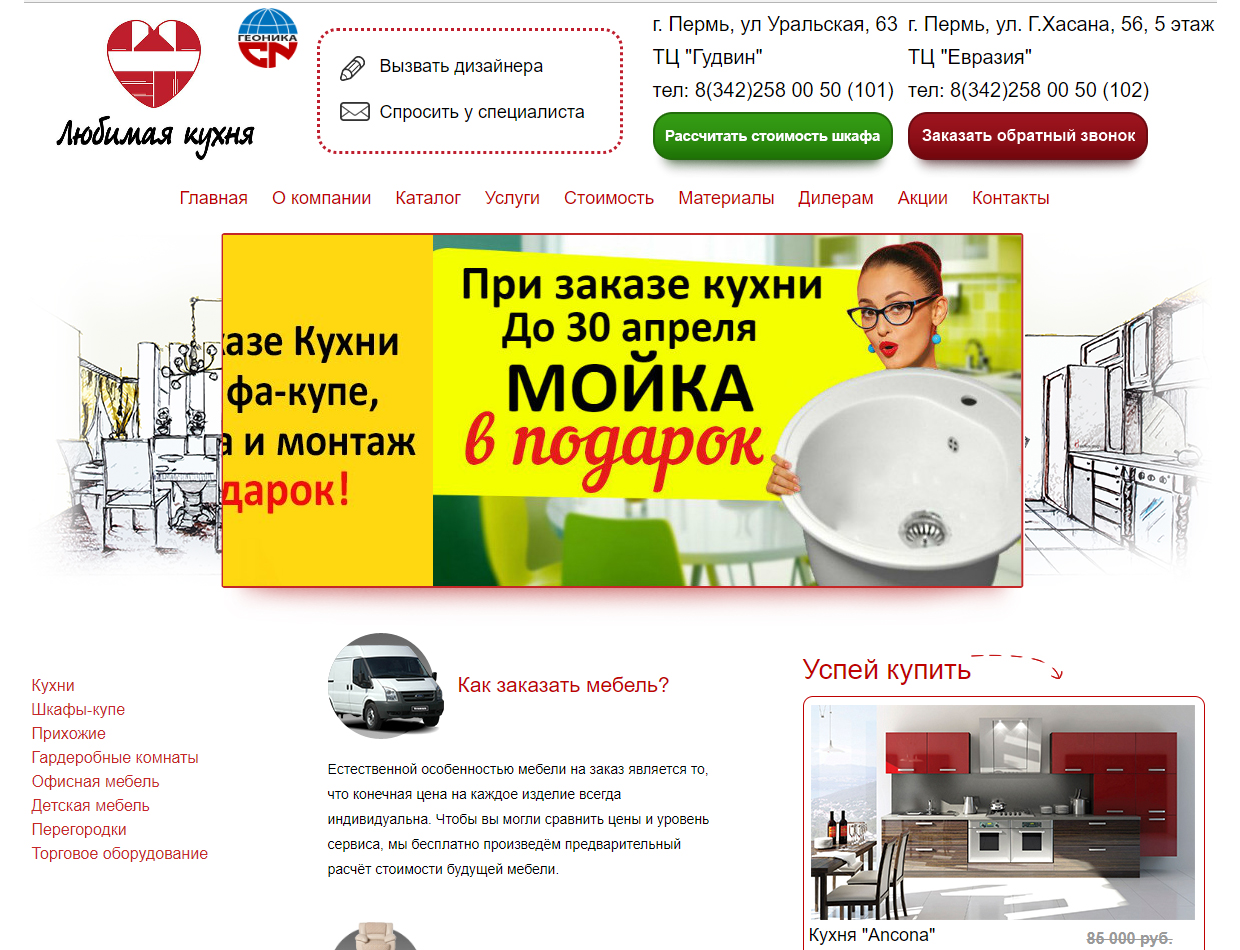 ГЕОНИКА
CN
Любимая кухня
Вызвать дизайнера
Спросить у специалиста
г. Пермь, ул Уральская, 63
ТЦ "Гудвин"
тел: 8(342)258 00 50 (101)
Рассчитать стоимость шкафа
г. Пермь, ул. Г.Хасана, 56, 5 этаж
ТЦ "Евразия"
тел: 8(342)258 00 50 (102)
Заказать обратный звонок
Главная О компании Каталог Услуги Стоимость Материалы Дилерам Акции Контакты
казе Кухни
фа-купе,
а и монтаж
дарок!
При заказе кухни
До 30 апреля
МОЙКА
в подарок
Кухни
Шкафы-купе
Прихожие
Гардеробные комнаты
Офисная мебель
Детская мебель
Перегородки
Торговое оборудование
Как заказать мебель?
Естественной особенностью мебели на заказ является то,
что конечная цена на каждое изделие всегда
индивидуальна. Чтобы вы могли сравнить цены и уровень
сервиса, мы бесплатно произведём предварительный
расчёт стоимости будущей мебели.
Успей купить
Кухня "Ancona"
85 000 руб.